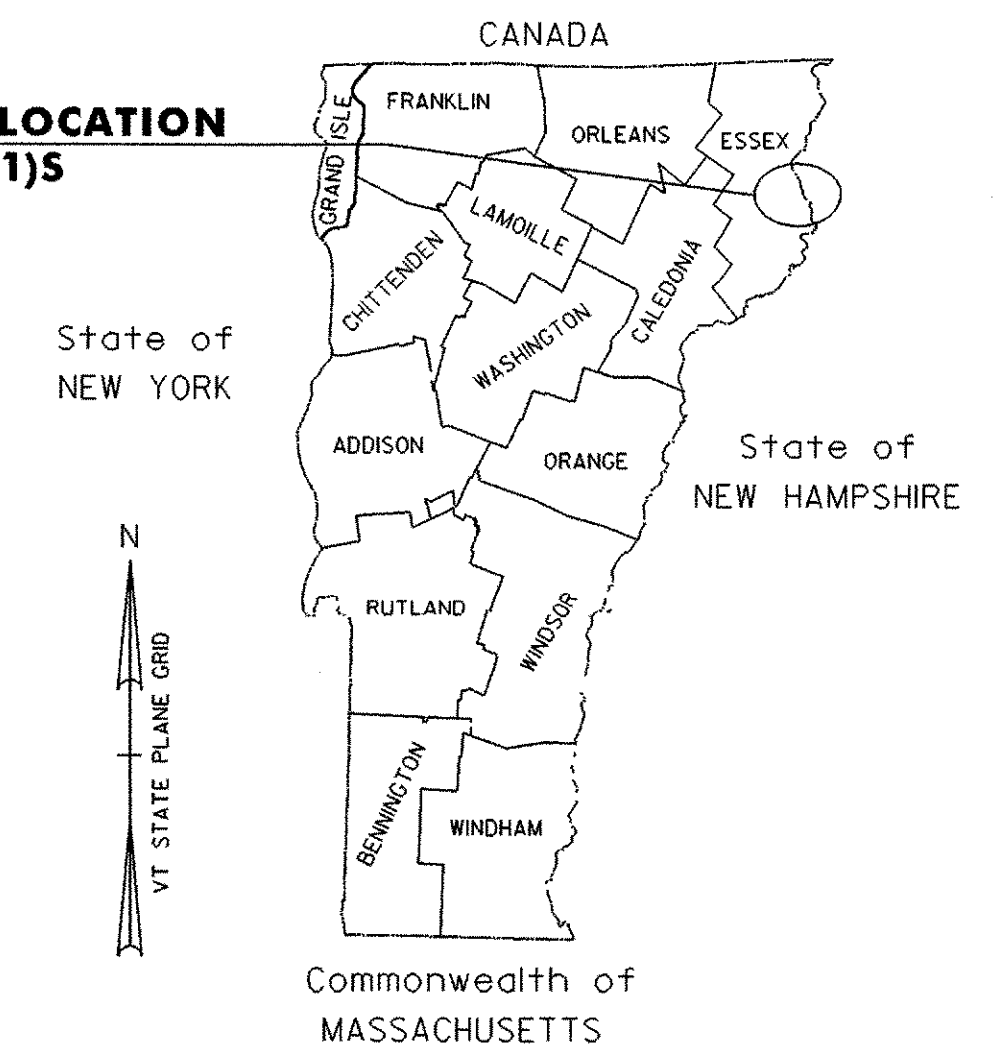 CANADA
LOCATION
1)S
FRANKLIN
GRAND ISLE
ORLEANS
ESSEX
LAMOILLE
CHITTENDEN
CALEDONIA
WASHINGTON
State of
NEW YORK
ADDISON
ORANGE
State of
NEW HAMPSHIRE
N
VT STATE PLANE GRID
RUTLAND
WINDSOR
BENNINGTON
WINDHAM
Commonwealth of
MASSACHUSETTS